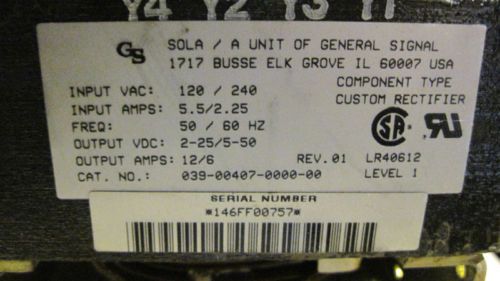 Y4 Y2 Y3 Y1
GS SOLA / A UNIT OF GENERAL SIGNAL
1717 BUSSE ELK GROVE IL 60007 USA
COMPONENT TYPE
INPUT VAC: 120 / 240
CUSTOM RECTIFIER
INPUT AMPS: 5.5/2.25
FREQ: 50 / 60 HZ
OUTPUT VDC: 2-25/5-50
OUTPUT AMPS: 12/6
REV.01 LR40612
CAT. NO.: 039-00407-0000-00
LEVEL 1
SERIAL NUMBER
*146FF00757*